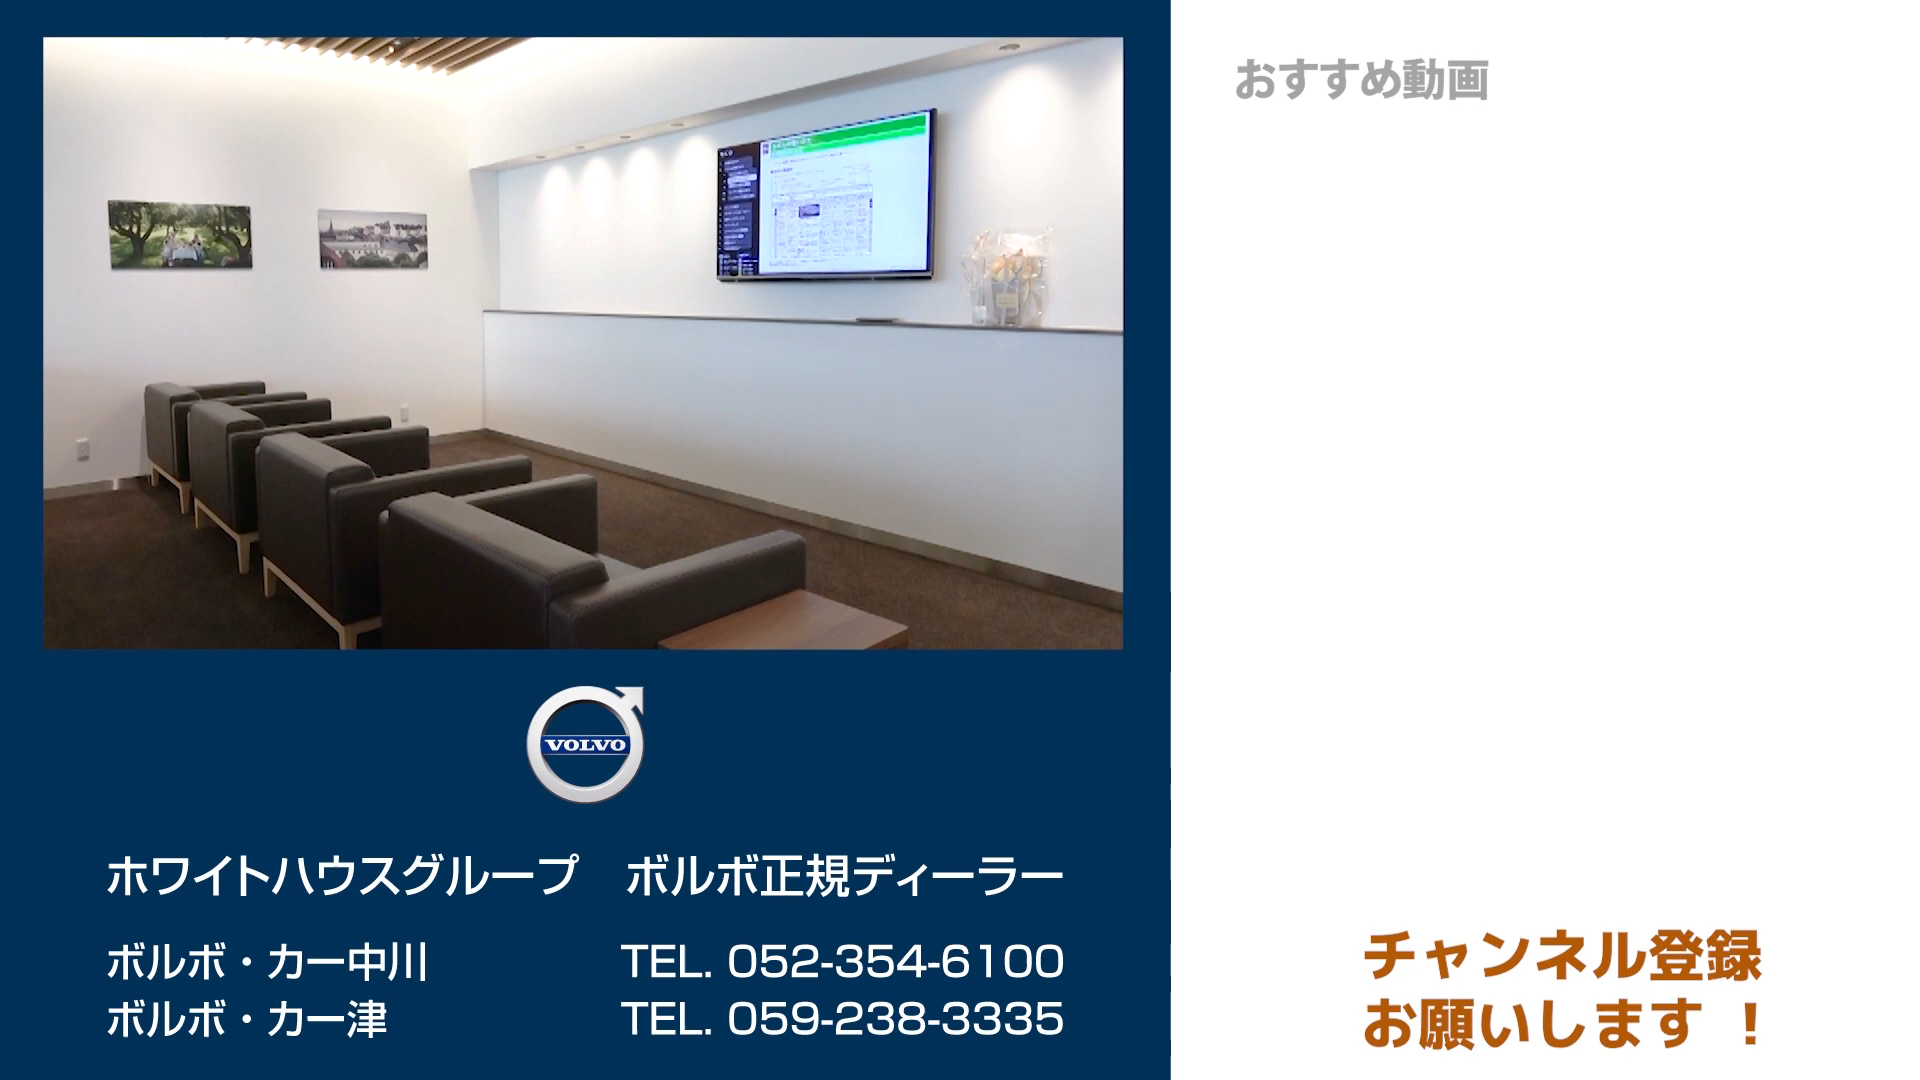 おすすめ動画
VOLVO
ホワイトハウスグループ　ボルボ正規ディーラー
ボルボ・カー中川　TEL. 052-354-6100
ボルボ・カー津　TEL. 059-238-3335
チャンネル登録
お願いします ！